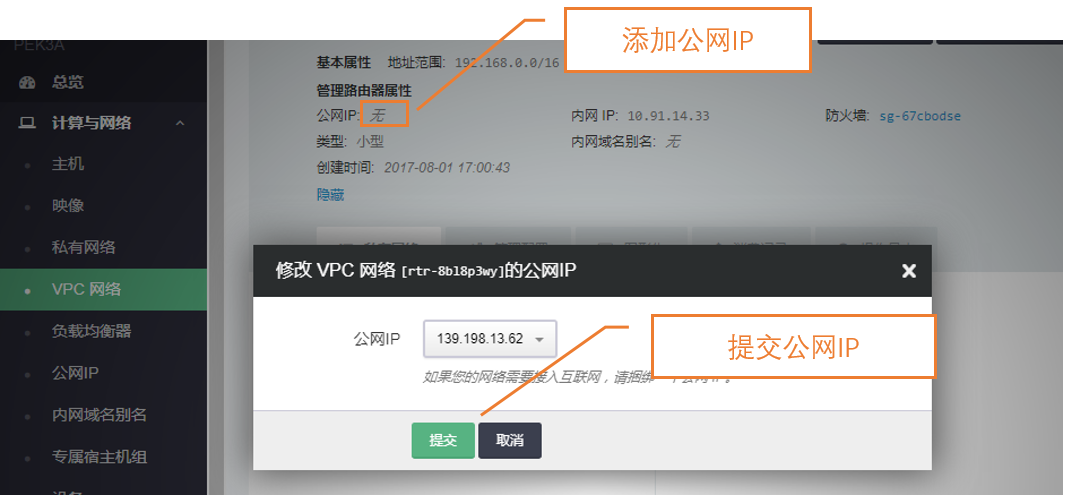 PEK3A
添加公网IP
总览
基本属性 地址范围: 192.168.0.0/16
管理路由器属性
计算与网络
公网IP: 无 内网 IP: 10.91.14.33 防火墙: sg-67cbodse
类型: 小型 内网域名别名: 无
主机
创建时间: 2017-08-01 17:00:43
隐藏
映像
私有网络
修改 VPC 网络 [rtr-8bl8p3wy]的公网IP
VPC 网络
负载均衡器
公网IP 139.198.13.62
提交公网IP
公网IP
如果您的网络需要接入互联网，请捆绑
内网域名别名
提交 取消
专属宿主机组